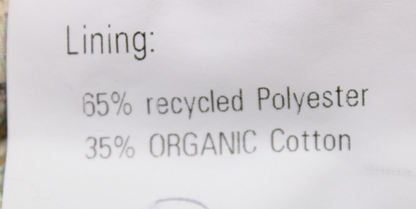 Lining:
65% recycled Polyester
35% ORGANIC Cotton